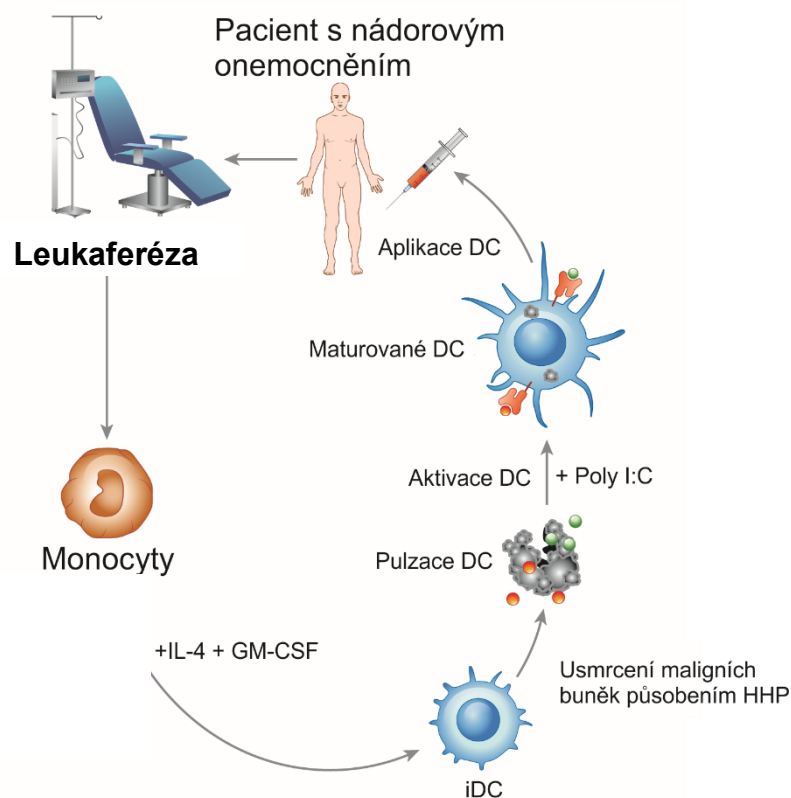 Pacient s nádorovým
onemocněním
Leukaferéza
Aplikace DC
Maturované DC
Aktivace DC
+ Poly I:C
Monocyty
Pulzace DC
+IL-4 + GM-CSF
Usmrcení maligních
buněk působením HHP
iDC